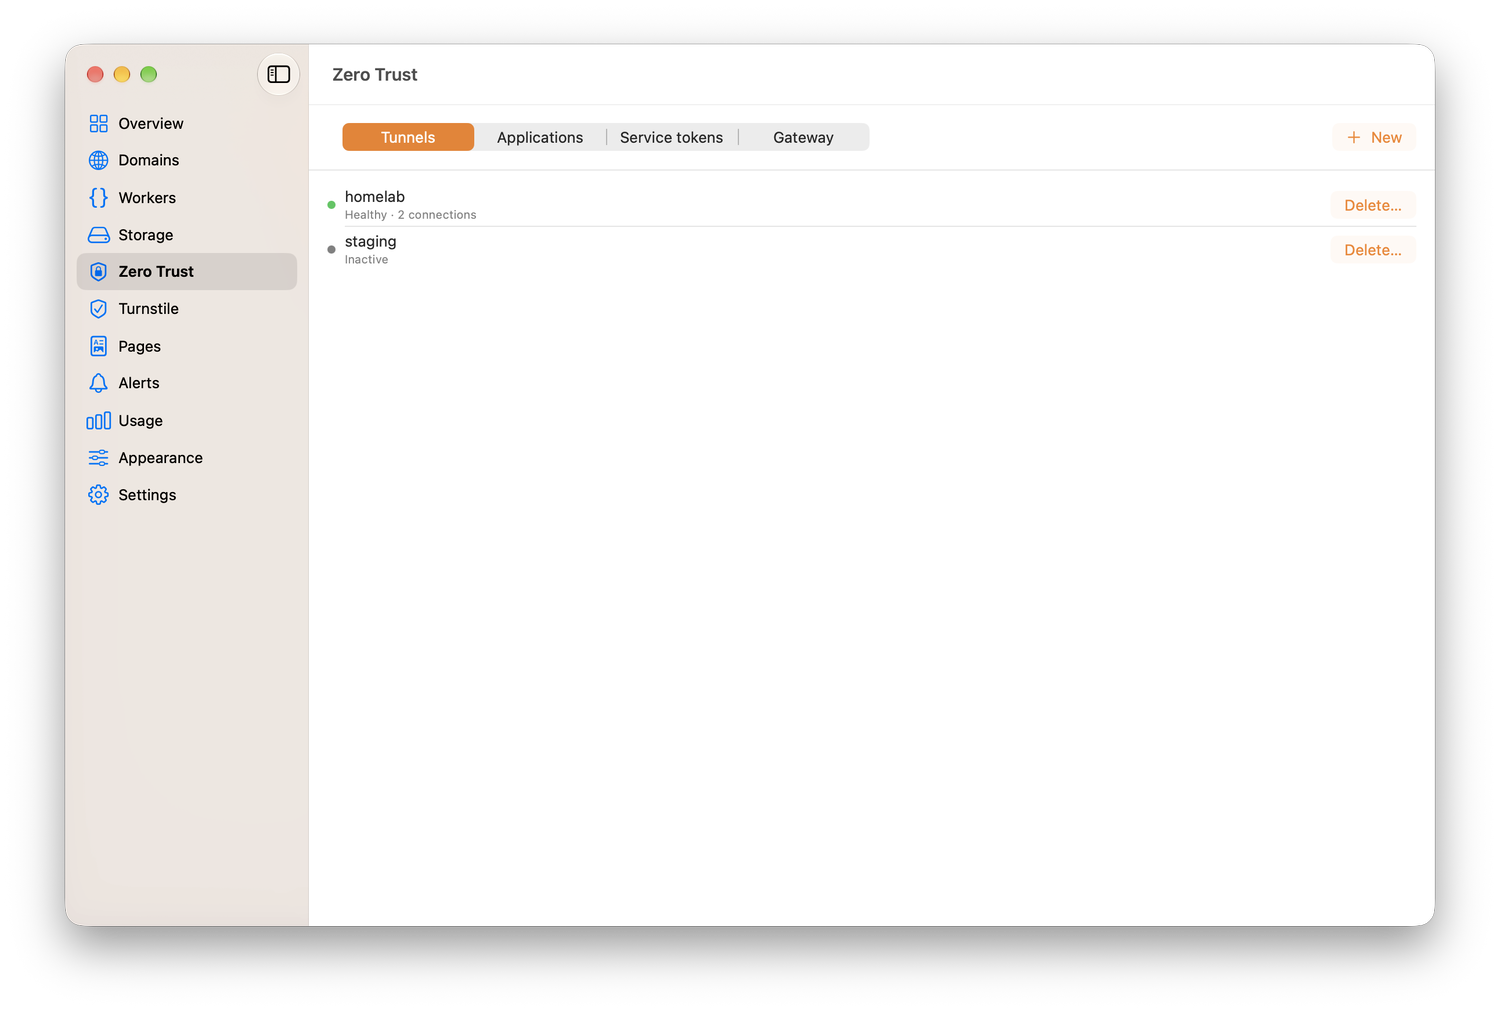 Zero Trust
Overview
Domains
Workers
Storage
Zero Trust
Turnstile
Pages
Alerts
Usage
Appearance
Settings
Tunnels
Applications
Service tokens
Gateway
+ New
homelab
Healthy · 2 connections
Delete...
staging
Inactive
Delete...